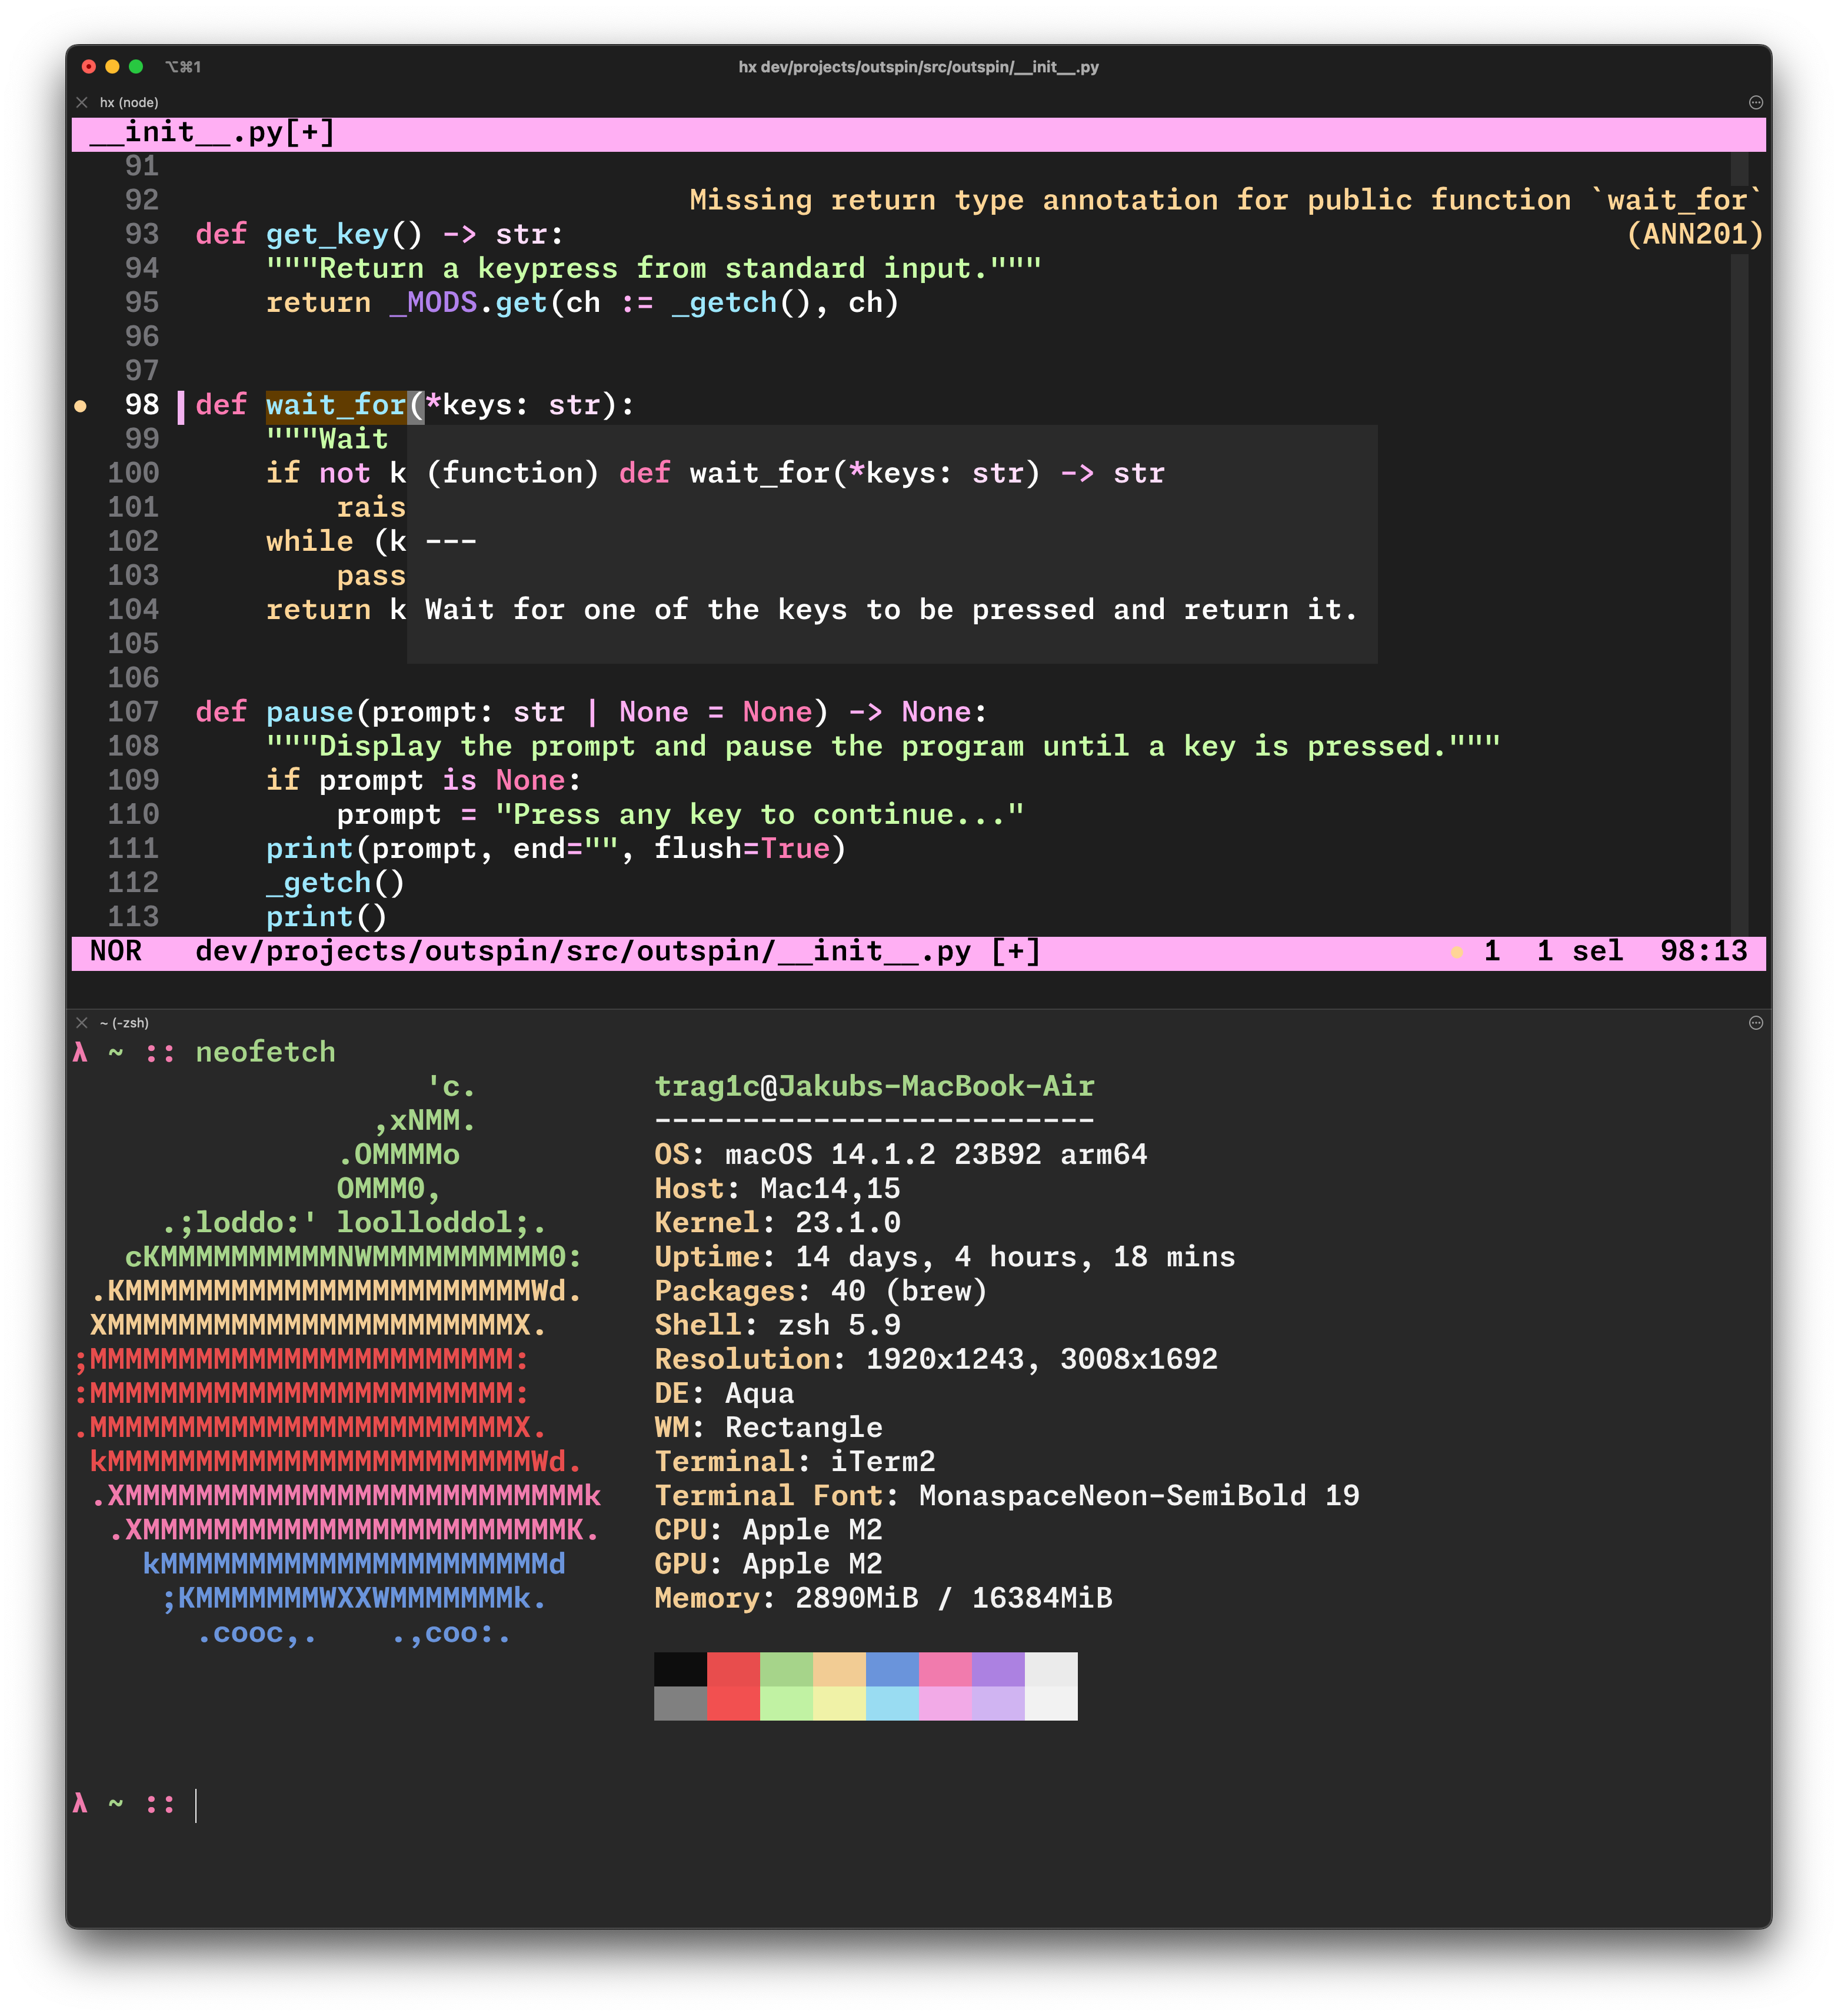 ⌥⌘1 hx dev/projects/outspin/src/outspin/__init__.py
hx (node)
__init__.py[+]
91
92 Missing return type annotation for public function `wait_for`
93 def get_key() -> str: (ANN201)
94 """Return a keypress from standard input."""
95 return _MODS.get(ch := _getch(), ch)
96
97
98 def wait_for(*keys: str):
99 """Wait
100 if not k (function) def wait_for(*keys: str) -> str
101 rais
102 while (k ---
103 pass
104 return k Wait for one of the keys to be pressed and return it.
105
106
107 def pause(prompt: str | None = None) -> None:
108 """Display the prompt and pause the program until a key is pressed."""
109 if prompt is None:
110 prompt = "Press any key to continue..."
111 print(prompt, end="", flush=True)
112 _getch()
113 print()
NOR dev/projects/outspin/src/outspin/__init__.py [+] ● 1 1 sel 98:13
~ (-zsh)
λ ~ :: neofetch
'c. trag1c@Jakubs-MacBook-Air
,xNMM. -------------------------
.OMMMMo OS: macOS 14.1.2 23B92 arm64
OMMM0, Host: Mac14,15
.;loddo:' loolloddol;. Kernel: 23.1.0
cKMMMMMMMMMMNWMMMMMMMMMM0: Uptime: 14 days, 4 hours, 18 mins
.KMMMMMMMMMMMMMMMMMMMMMMMWd. Packages: 40 (brew)
XMMMMMMMMMMMMMMMMMMMMMMMX. Shell: zsh 5.9
;MMMMMMMMMMMMMMMMMMMMMMMM: Resolution: 1920x1243, 3008x1692
:MMMMMMMMMMMMMMMMMMMMMMMM: DE: Aqua
.MMMMMMMMMMMMMMMMMMMMMMMMX. WM: Rectangle
kMMMMMMMMMMMMMMMMMMMMMMMMWd. Terminal: iTerm2
.XMMMMMMMMMMMMMMMMMMMMMMMMMMk Terminal Font: MonaspaceNeon-SemiBold 19
.XMMMMMMMMMMMMMMMMMMMMMMMMK. CPU: Apple M2
kMMMMMMMMMMMMMMMMMMMMMMd GPU: Apple M2
;KMMMMMMMWXXWMMMMMMMk. Memory: 2890MiB / 16384MiB
.cooc,. .,coo:.
λ ~ ::